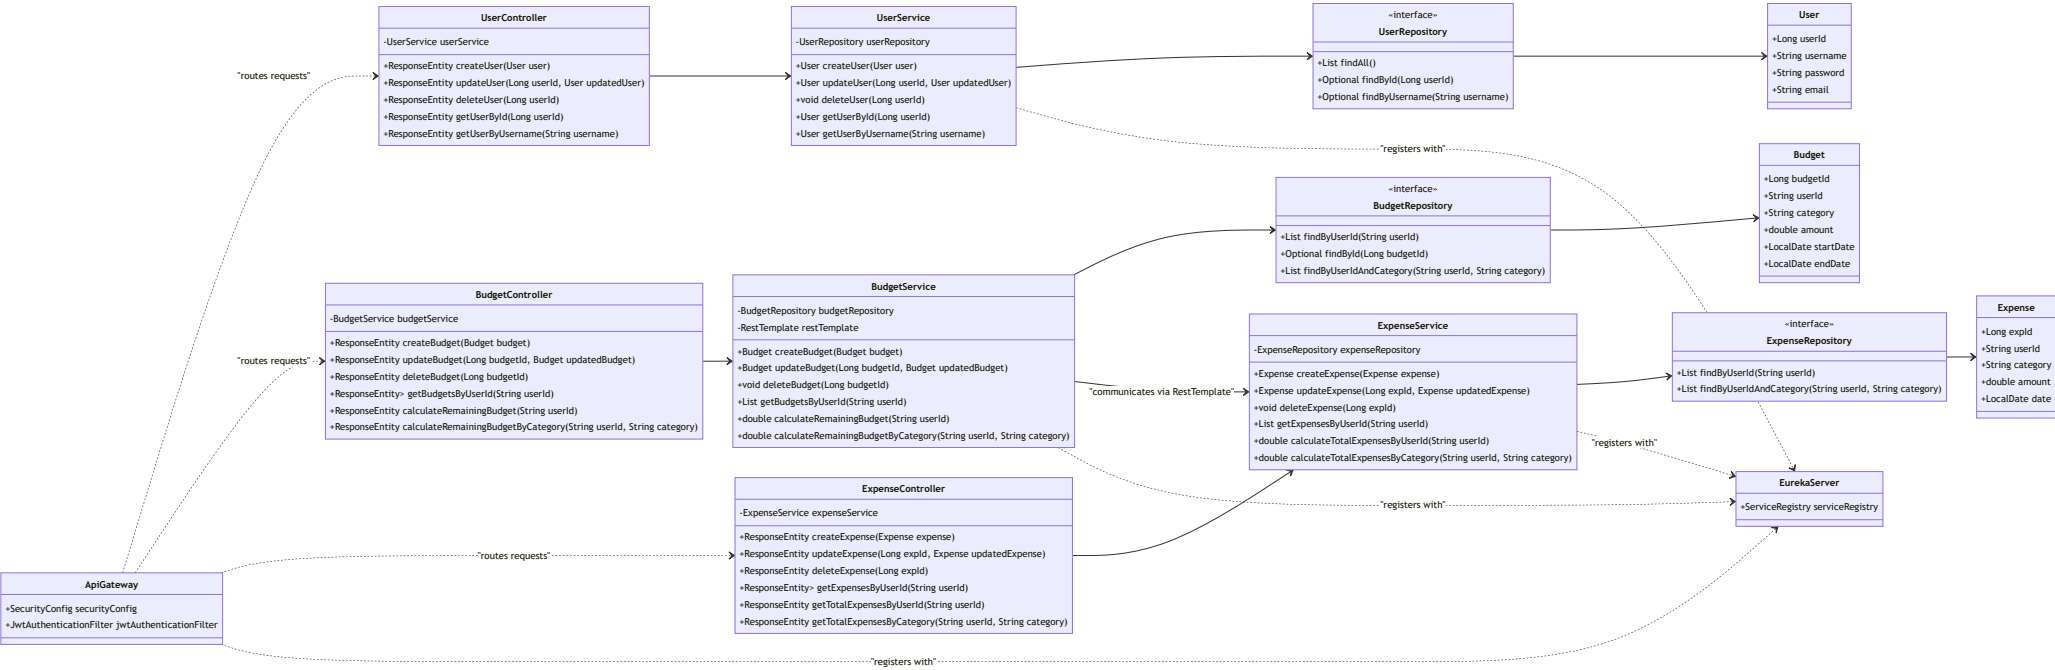 UserController
-UserService userService
+ResponseEntity createUser(User user)
+ResponseEntity updateUser(Long userId, User updatedUser)
+ResponseEntity deleteUser(Long userId)
+ResponseEntity getUserById(Long userId)
+ResponseEntity getUserByUsername(String username)
UserService
-UserRepository userRepository
+User createUser(User user)
+User updateUser(Long userId, User updatedUser)
+void deleteUser(Long userId)
+User getUserById(Long userId)
+User getUserByUsername(String username)
«interface»
UserRepository
+List findAll()
+Optional findById(Long userId)
+Optional findByUsername(String username)
User
+Long userId
+String username
+String password
+String email
"routes requests"
"registers with"
«interface»
BudgetRepository
+List findByUserId(String userId)
+Optional findById(Long budgetId)
+List findByUserIdAndCategory(String userId, String category)
Budget
+Long budgetId
+String userId
+String category
+double amount
+LocalDate startDate
+LocalDate endDate
"routes requests"
BudgetController
-BudgetService budgetService
+ResponseEntity createBudget(Budget budget)
+ResponseEntity updateBudget(Long budgetId, Budget updatedBudget)
+ResponseEntity deleteBudget(Long budgetId)
+ResponseEntity> getBudgetsByUserId(String userId)
+ResponseEntity calculateRemainingBudget(String userId)
+ResponseEntity calculateRemainingBudgetByCategory(String userId, String category)
BudgetService
-BudgetRepository budgetRepository
-RestTemplate restTemplate
+Budget createBudget(Budget budget)
+Budget updateBudget(Long budgetId, Budget updatedBudget)
+void deleteBudget(Long budgetId)
+List getBudgetsByUserId(String userId)
+double calculateRemainingBudget(String userId)
+double calculateRemainingBudgetByCategory(String userId, String category)
"communicates via RestTemplate"
ExpenseService
-ExpenseRepository expenseRepository
+Expense createExpense(Expense expense)
+Expense updateExpense(Long expId, Expense updatedExpense)
+void deleteExpense(Long expId)
+List getExpensesByUserId(String userId)
+double calculateTotalExpensesByUserId(String userId)
+double calculateTotalExpensesByCategory(String userId, String category)
«interface»
ExpenseRepository
+List findByUserId(String userId)
+List findByUserIdAndCategory(String userId, String category)
Expense
+Long expId
+String userId
+String category
+double amount
+LocalDate date
"registers with"
"registers with"
EurekaServer
+ServiceRegistry serviceRegistry
ExpenseController
-ExpenseService expenseService
+ResponseEntity createExpense(Expense expense)
+ResponseEntity updateExpense(Long expId, Expense updatedExpense)
+ResponseEntity deleteExpense(Long expId)
+ResponseEntity> getExpensesByUserId(String userId)
+ResponseEntity getTotalExpensesByUserId(String userId)
+ResponseEntity getTotalExpensesByCategory(String userId, String category)
"routes requests"
ApiGateway
+SecurityConfig securityConfig
+JwtAuthenticationFilter jwtAuthenticationFilter
"registers with"